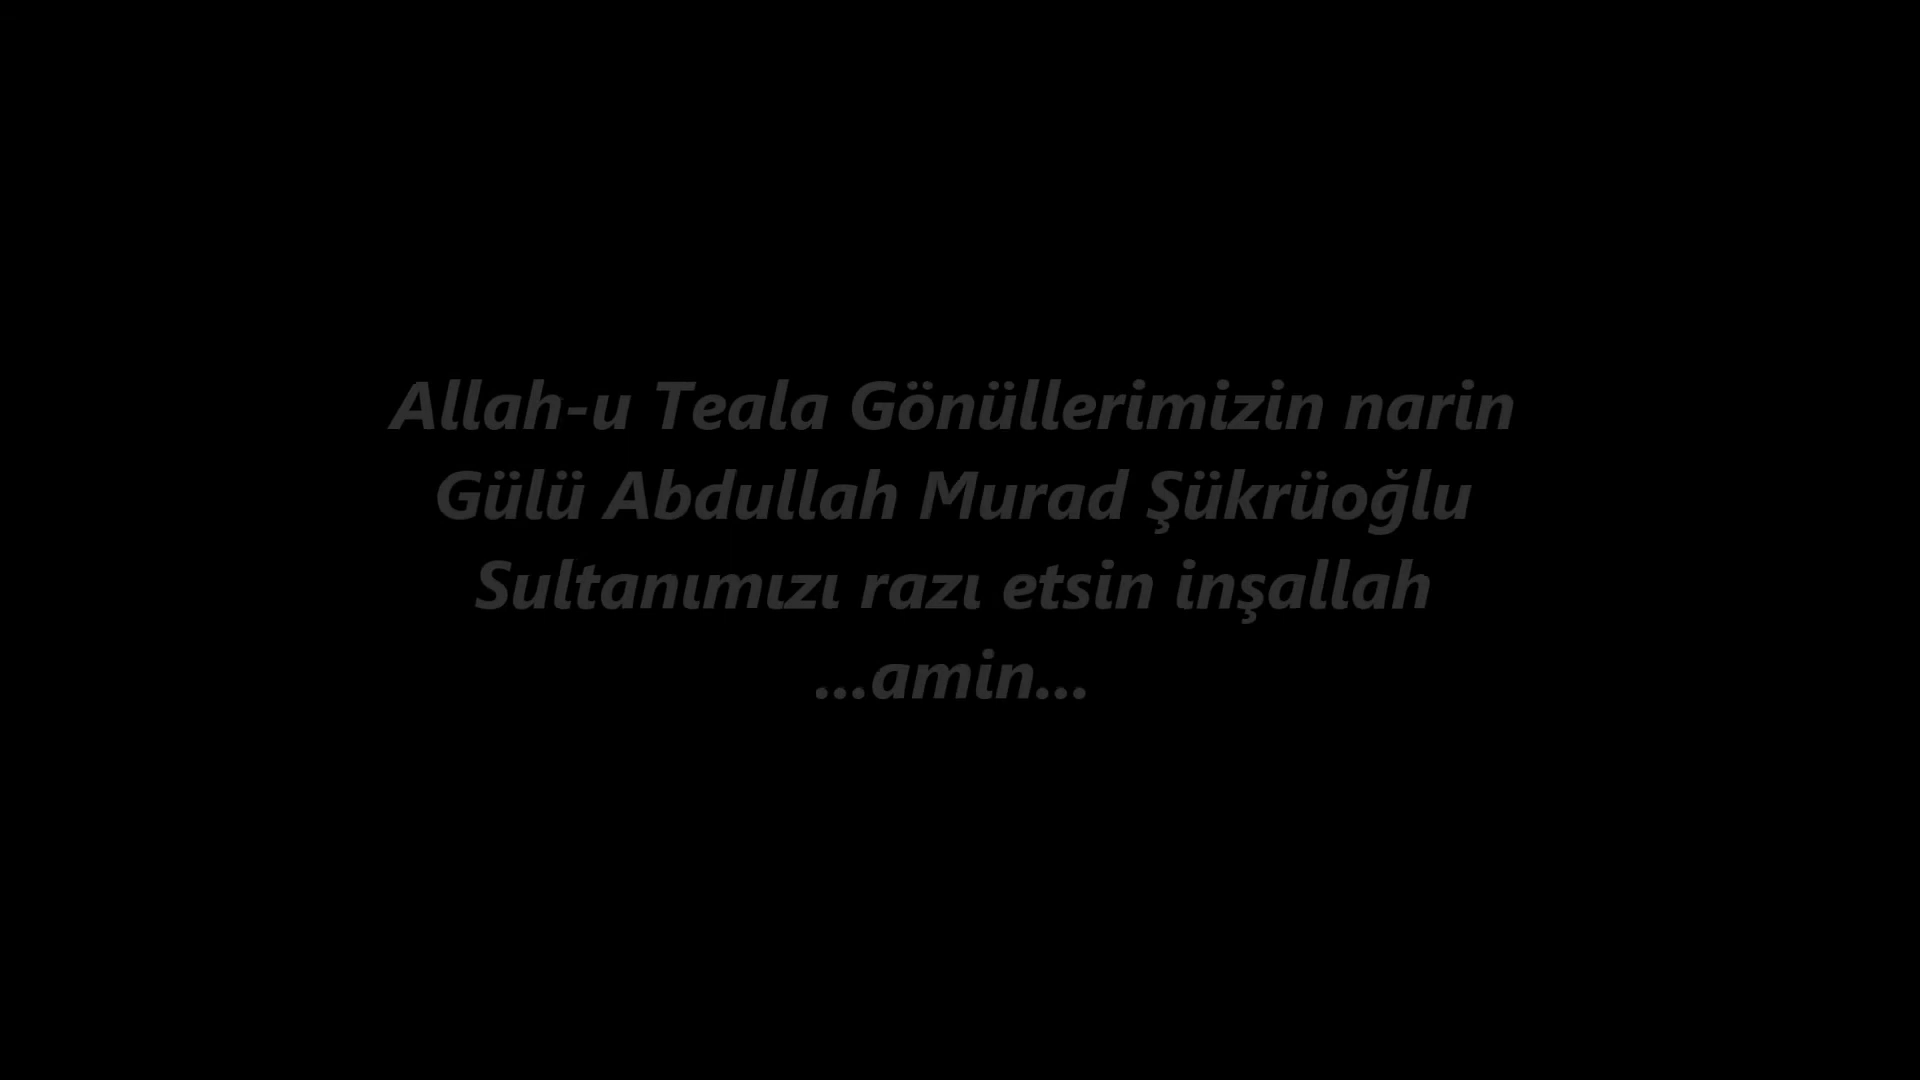 Allah-u Teala Gönüllerimizin narin
Gülü Abdullah Murad Şükrüoğlu
Sultanımızı razı etsin inşallah
...amin...